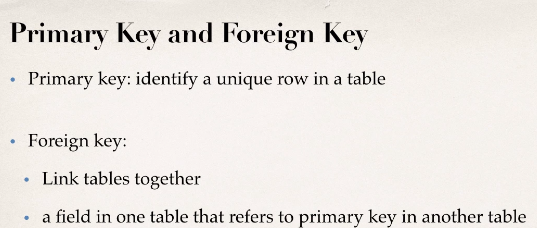 Primary Key and Foreign Key
• Primary key: identify a unique row in a table
• Foreign key:
• Link tables together
• a field in one table that refers to primary key in another table